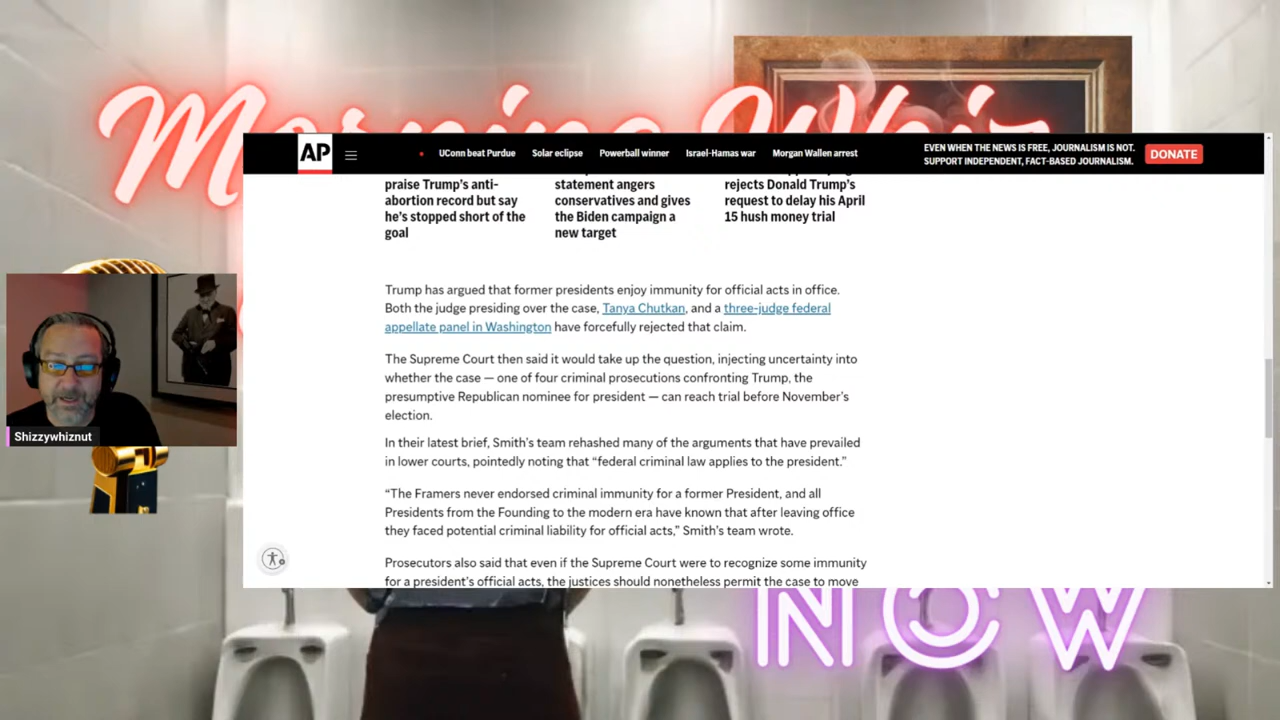 Morning Whiz
AP
UConn beat Purdue
Solar eclipse
Powerball winner
Israel-Hamas war
Morgan Wallen arrest
EVEN WHEN THE NEWS IS FREE, JOURNALISM IS NOT.
SUPPORT INDEPENDENT, FACT-BASED JOURNALISM.
DONATE
praise Trump’s anti-
abortion record but say
he’s stopped short of the
goal
statement angers
conservatives and gives
the Biden campaign a
new target
rejects Donald Trump’s
request to delay his April
15 hush money trial
Trump has argued that former presidents enjoy immunity for official acts in office.
Both the judge presiding over the case, Tanya Chutkan, and a three-judge federal
appellate panel in Washington have forcefully rejected that claim.
The Supreme Court then said it would take up the question, injecting uncertainty into
whether the case — one of four criminal prosecutions confronting Trump, the
presumptive Republican nominee for president — can reach trial before November’s
election.
In their latest brief, Smith’s team rehashed many of the arguments that have prevailed
in lower courts, pointedly noting that “federal criminal law applies to the president.”
“The Framers never endorsed criminal immunity for a former President, and all
Presidents from the Founding to the modern era have known that after leaving office
they faced potential criminal liability for official acts,” Smith’s team wrote.
Prosecutors also said that even if the Supreme Court were to recognize some immunity
for a president’s official acts, the justices should nonetheless permit the case to move
Shizzywhiznut
NOW